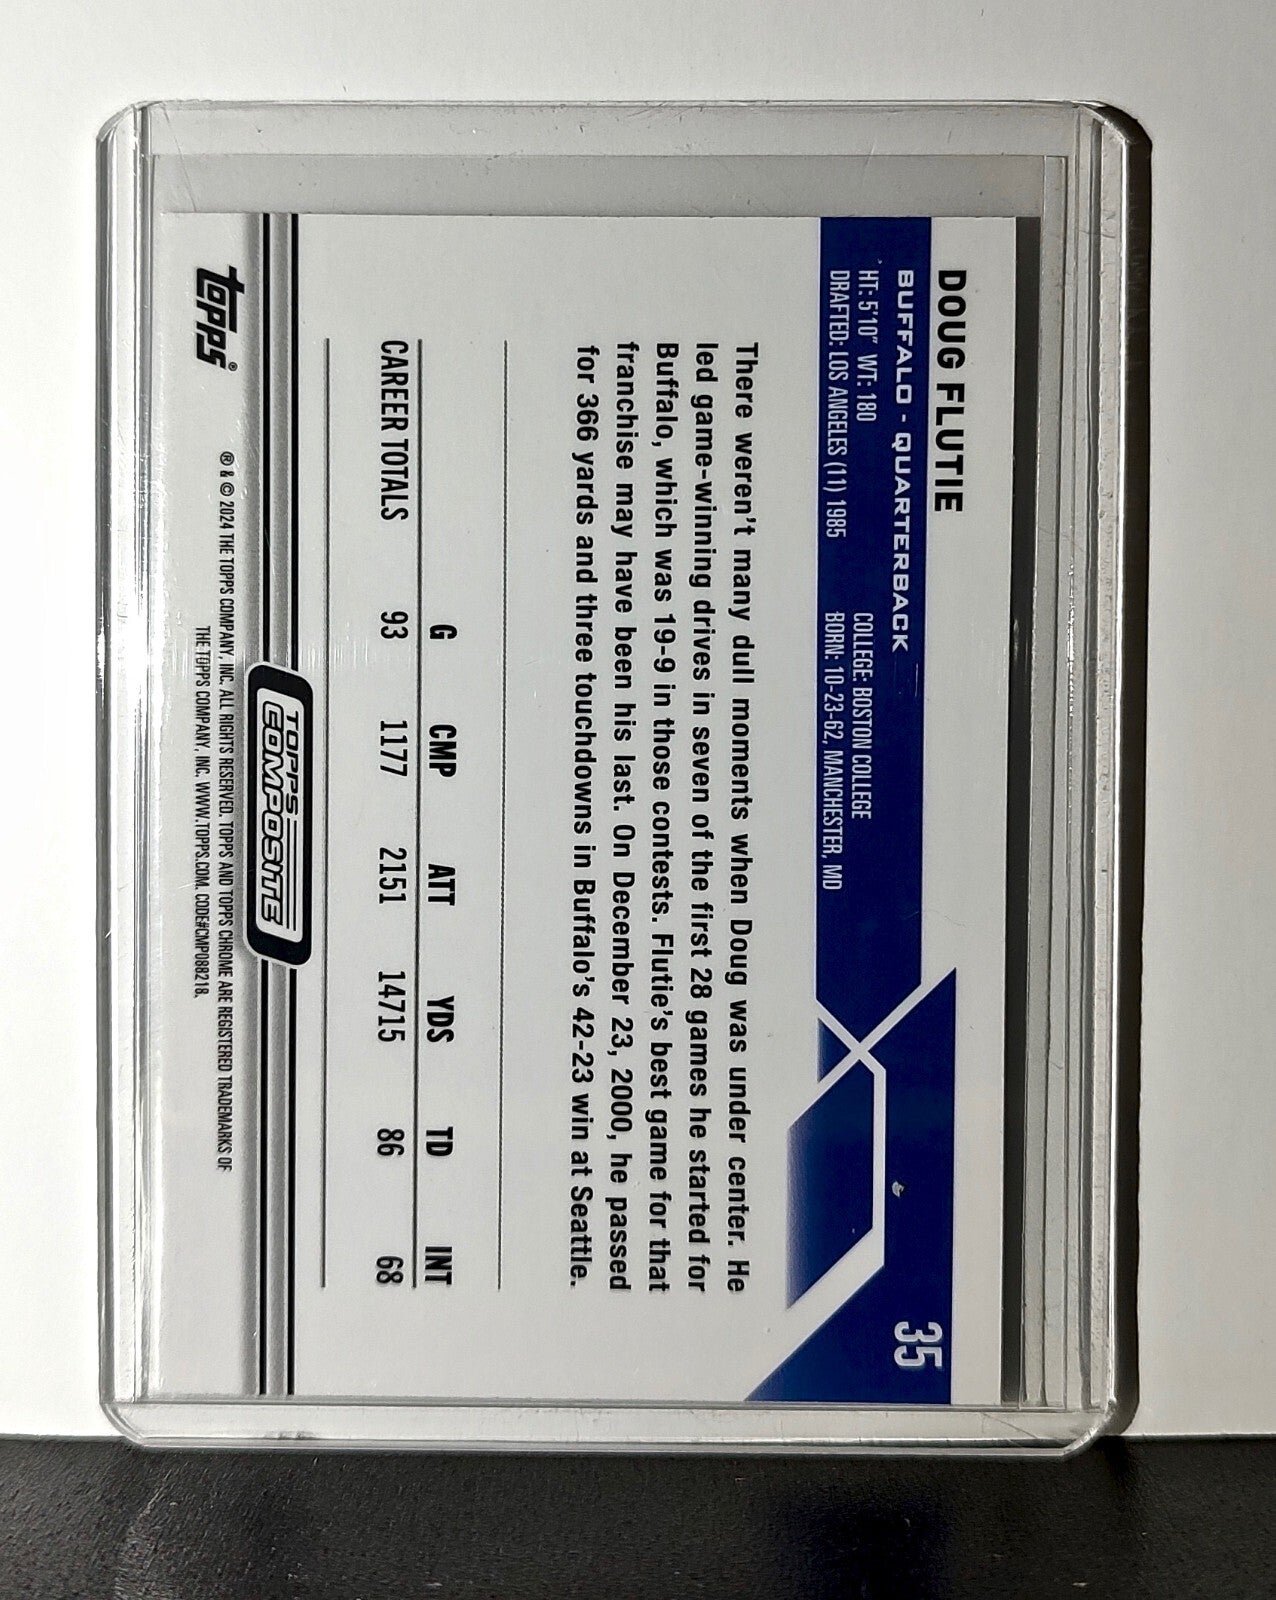 DOUG FLUTIE
35
BUFFALO - QUARTERBACK
HT: 5'10" WT: 180
COLLEGE: BOSTON COLLEGE
DRAFTED: LOS ANGELES (11) 1985
BORN: 10-23-62, MANCHESTER, MD
There weren't many dull moments when Doug was under center. He
led game-winning drives in seven of the first 28 games he started for
Buffalo, which was 19-9 in those contests. Flutie's best game for that
franchise may have been his last. On December 23, 2000, he passed
for 366 yards and three touchdowns in Buffalo's 42-23 win at Seattle.
G CMP ATT YDS TD INT
CAREER TOTALS 93 1177 2151 14715 86 68
TOPPS
COMPOSITE
topps®
® & © 2024 THE TOPPS COMPANY, INC. ALL RIGHTS RESERVED. TOPPS AND TOPPS CHROME ARE REGISTERED TRADEMARKS OF
THE TOPPS COMPANY, INC. WWW.TOPPS.COM. CODE#CMP088218.